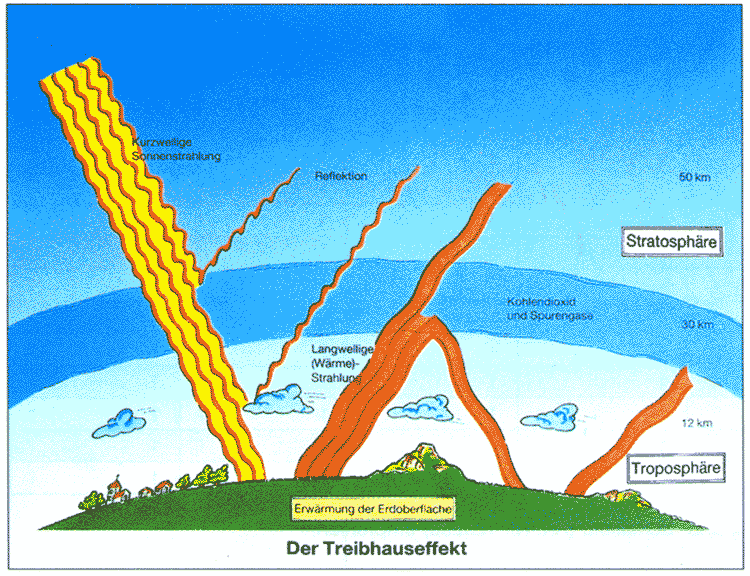 Kurzwellige
Sonnenstrahlung
Reflektion
50 km
Stratosphäre
Kohlendioxid
und Spurengase
30 km
Langwellige
(Wärme)-
Strahlung
12 km
Troposphäre
Erwärmung der Erdoberfläche
Der Treibhauseffekt